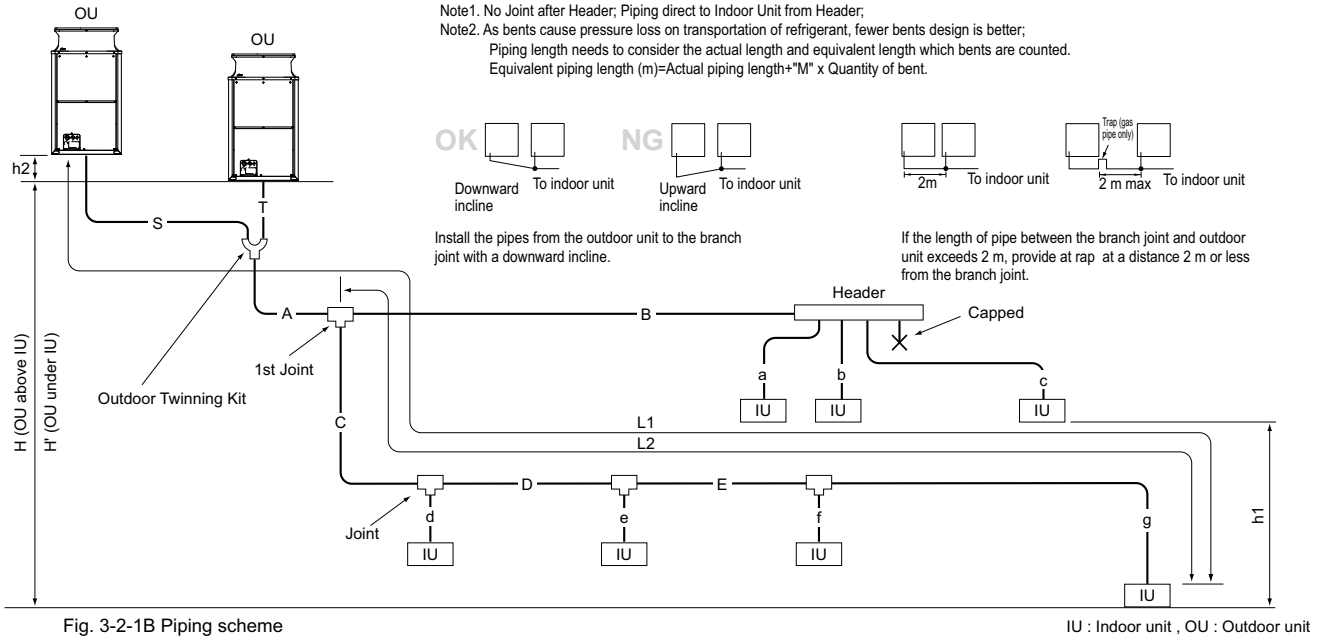 OU
OU
Note1. No Joint after Header; Piping direct to Indoor Unit from Header;
Note2. As bents cause pressure loss on transportation of refrigerant, fewer bents design is better;
Piping length needs to consider the actual length and equivalent length which bents are counted.
Equivalent piping length (m)=Actual piping length+"M" x Quantity of bent.
OK
Downward
incline
To indoor unit
NG
Upward
incline
To indoor unit
2m
To indoor unit
Trap (gas
pipe only)
2 m max
To indoor unit
Install the pipes from the outdoor unit to the branch
joint with a downward incline.
If the length of pipe between the branch joint and outdoor
unit exceeds 2 m, provide at rap at a distance 2 m or less
from the branch joint.
h2
S
T
A
B
Header
Capped
1st Joint
Outdoor Twinning Kit
a
b
c
IU
IU
IU
H (OU above IU)
H' (OU under IU)
C
L1
L2
D
E
Joint
d
e
f
g
h1
IU
IU
IU
IU
Fig. 3-2-1B Piping scheme
IU : Indoor unit , OU : Outdoor unit